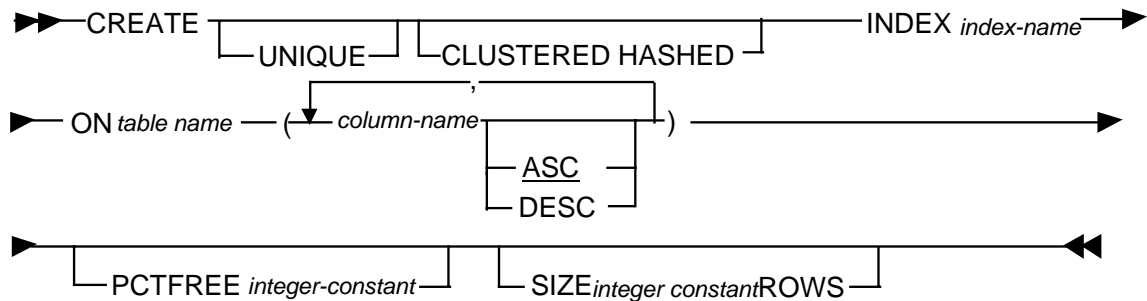 CREATE UNIQUE CLUSTERED HASHED INDEX index-name
,
ON table name ( column-name ASC DESC )
PCTFREE integer-constant SIZE integer constant ROWS